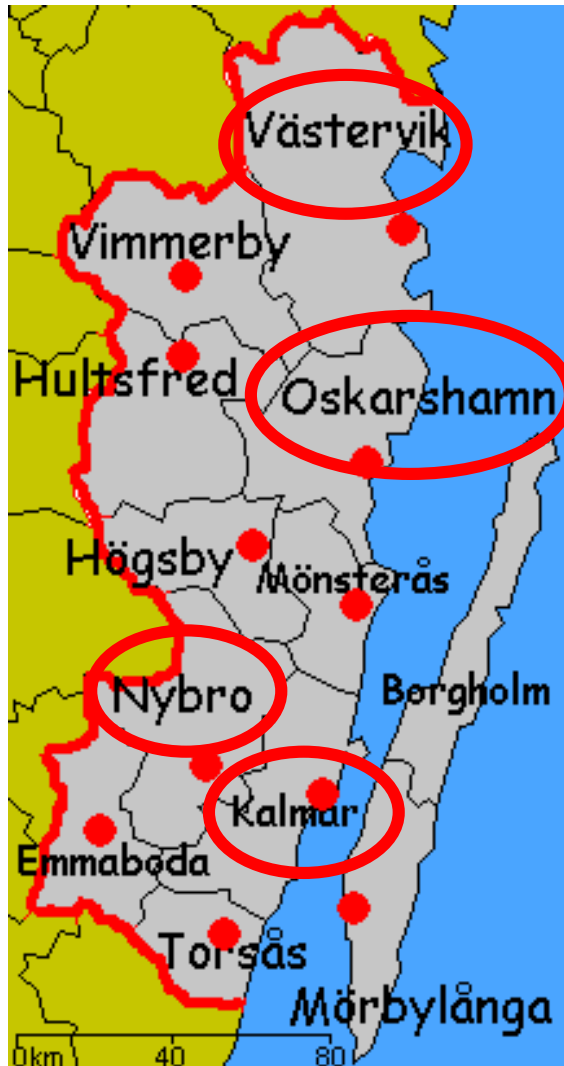 Västervik
Vimmerby
Hultsfred
Oskarshamn
Högsby
Mönsterås
Nybro
Borgholm
Kalmar
Emmaboda
Torsås
Mörbylånga
0km 40 80